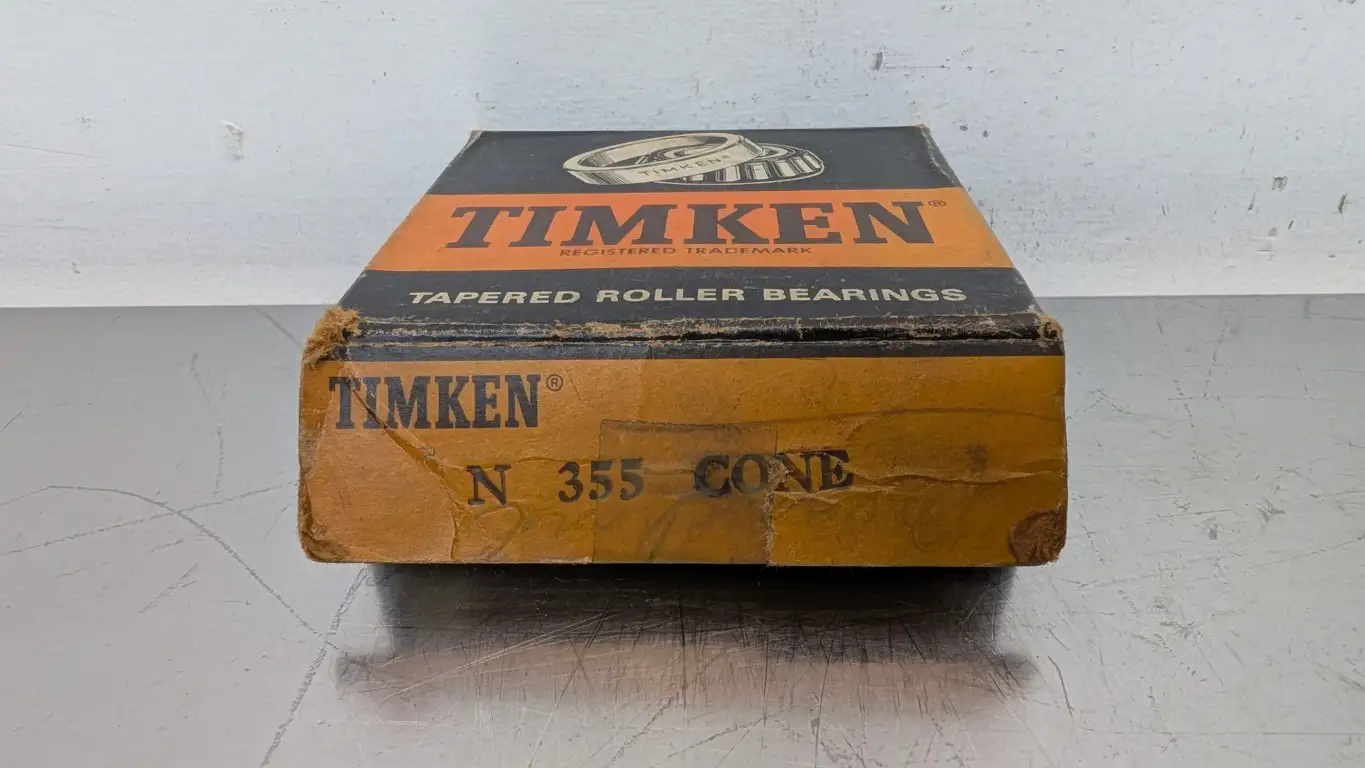 TIMKEN®
TIMKEN®
REGISTERED TRADEMARK
TAPERED ROLLER BEARINGS
TIMKEN®
N 355 CONE